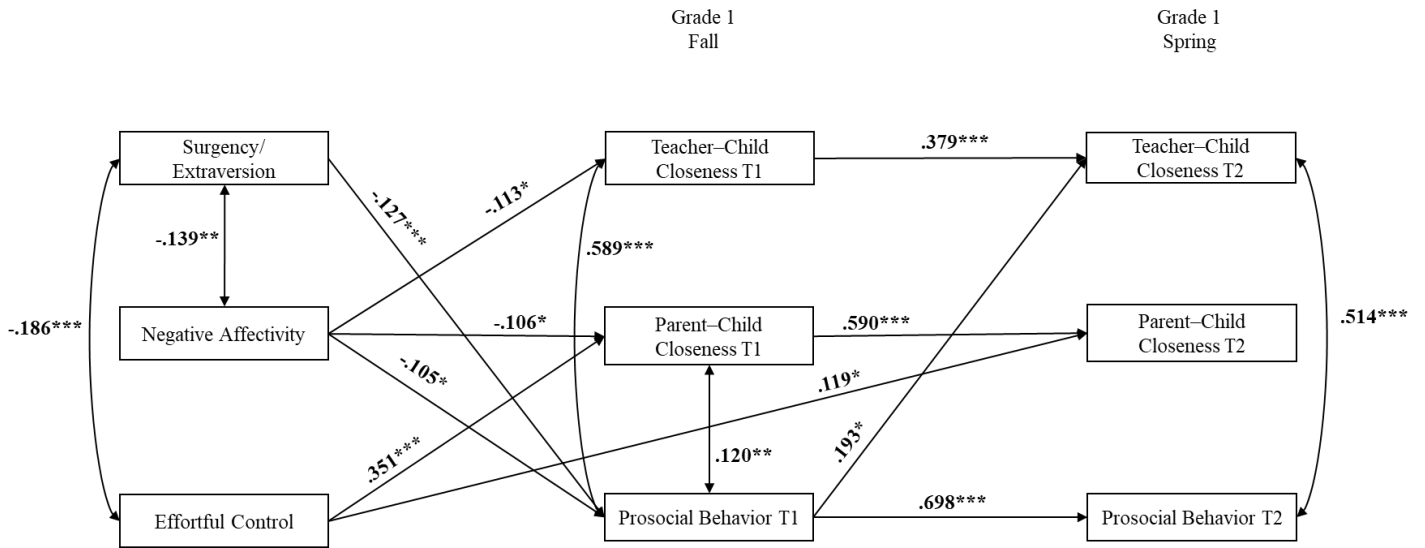 Grade 1
Fall
Grade 1
Spring
Surgency/
Extraversion
Teacher–Child
Closeness T1
.379***
Teacher–Child
Closeness T2
-.113*
-.127***
-.139**
.589***
-.186***
Negative Affectivity
-.106*
Parent–Child
Closeness T1
.590***
Parent–Child
Closeness T2
.514***
-.105*
.119*
.351***
.120**
.193*
Effortful Control
Prosocial Behavior T1
.698***
Prosocial Behavior T2